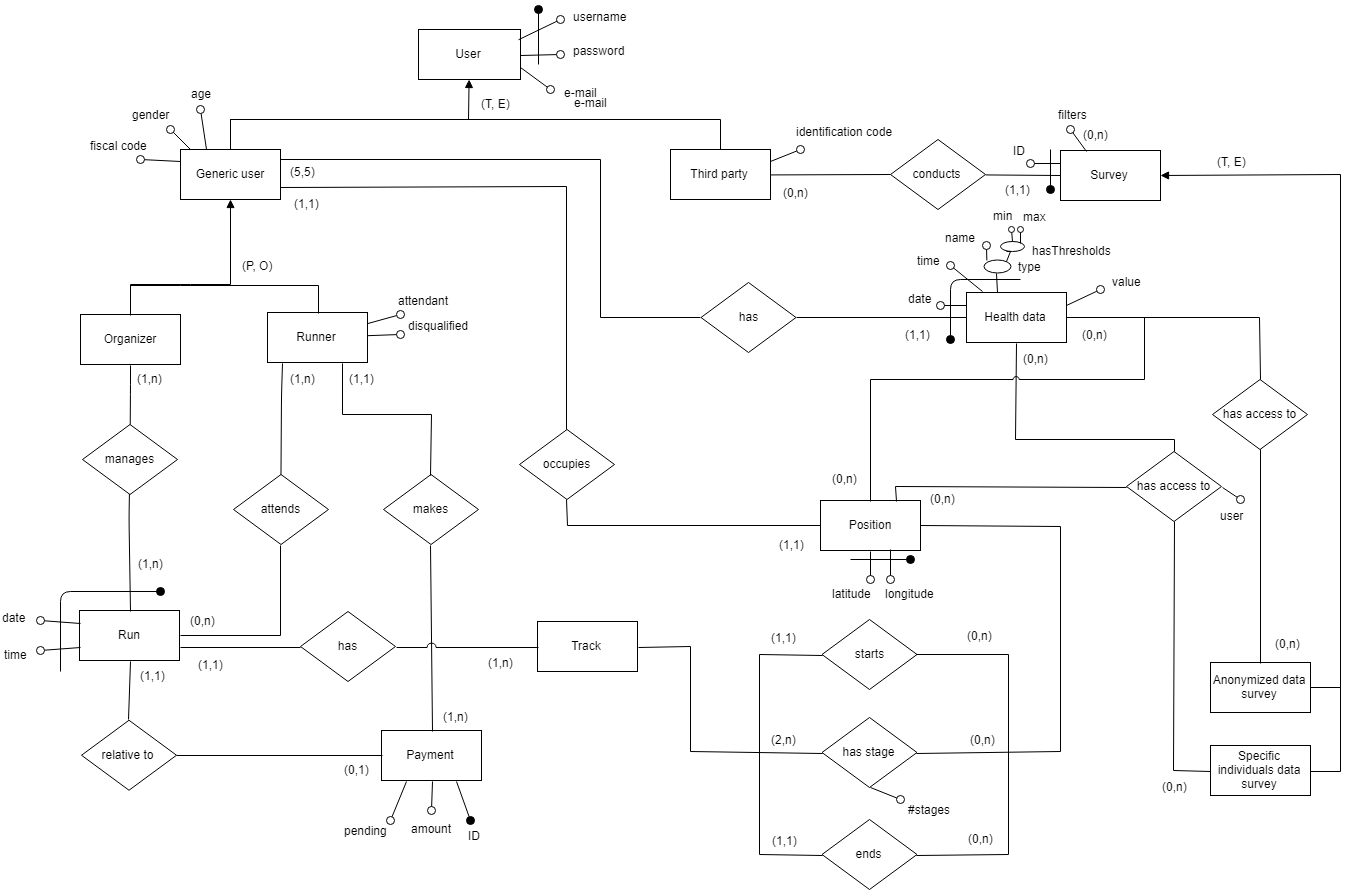 username
User
password
e-mail
e-mail
(T, E)
age
gender
fiscal code
Generic user
(5,5)
(1,1)
Third party
identification code
(0,n)
conducts
filters
(0,n)
ID
Survey
(1,1)
(T, E)
(P, O)
min
max
name
hasThresholds
time
type
value
date
has
Health data
(1,1)
(0,n)
(0,n)
attendant
disqualified
Organizer
Runner
(1,n)
(1,n)
(1,1)
has access to
manages
occupies
attends
makes
(0,n)
(0,n)
has access to
user
Position
(1,1)
latitude
longitude
(1,n)
date
time
Run
(0,n)
(1,1)
(1,1)
has
(1,n)
Track
(1,1)
starts
(0,n)
(0,n)
Anonymized data
survey
relative to
(1,n)
Payment
(0,1)
pending
amount
ID
(2,n)
has stage
(0,n)
#stages
Specific
individuals data
survey
(0,n)
(1,1)
ends
(0,n)